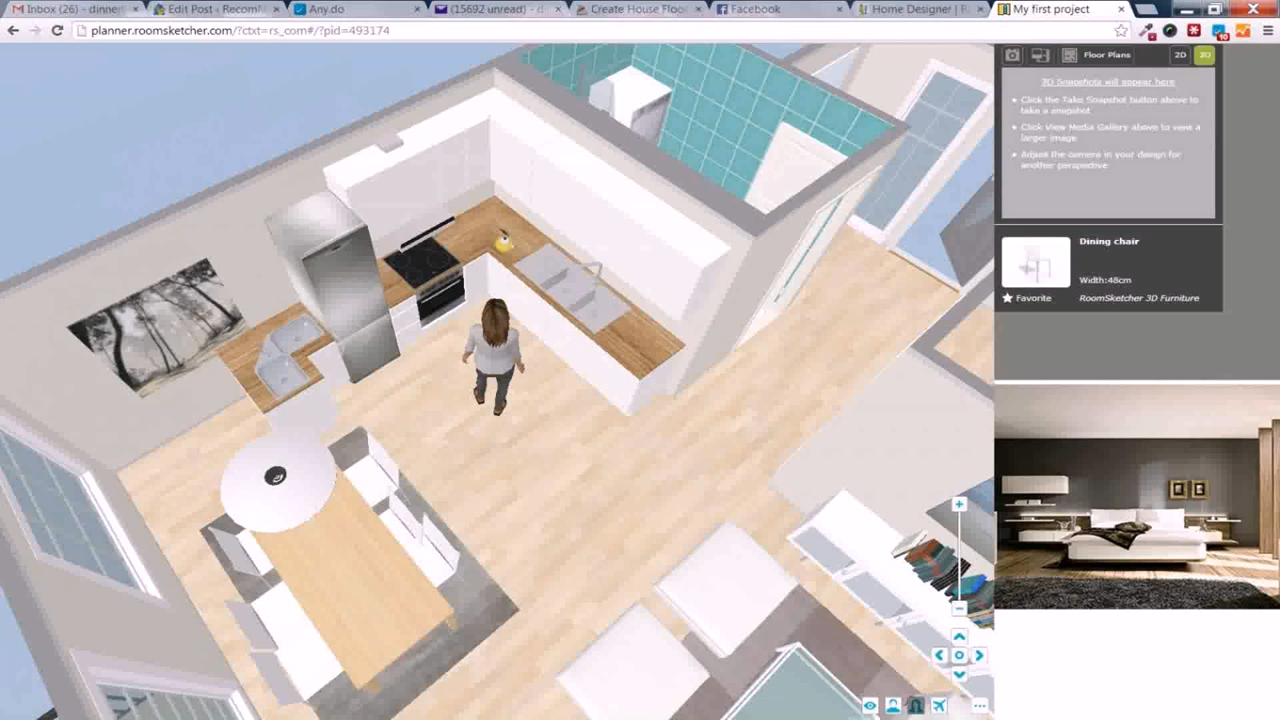 Inbox (26) - dinner
Edit Post ‹ RecomN
Any.do
(15692 unread) - d
Create House Floo
Facebook
Home Designer | R
My first project
planner.roomsketcher.com/?ctxt=rs_com#/?pid=493174
10
Floor Plans
2D
3D
3D Snapshots will appear here
Click the Take Snapshot button above to
take a snapshot
Click View Media Gallery above to view a
larger image
Adjust the camera in your design for
another perspective
Dining chair
Width:48cm
Favorite
RoomSketcher 3D Furniture